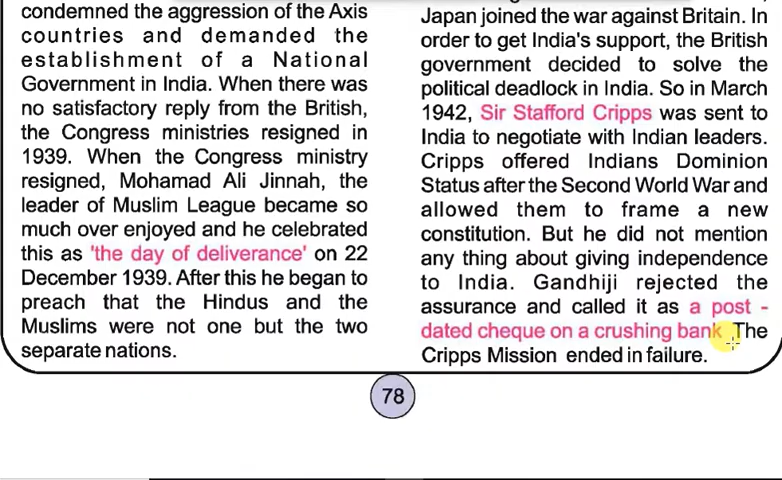 condemned the aggression of the Axis
countries and demanded the
establishment of a National
Government in India. When there was
no satisfactory reply from the British,
the Congress ministries resigned in
1939. When the Congress ministry
resigned, Mohamad Ali Jinnah, the
leader of Muslim League became so
much over enjoyed and he celebrated
this as 'the day of deliverance' on 22
December 1939. After this he began to
preach that the Hindus and the
Muslims were not one but the two
separate nations.
Japan joined the war against Britain. In
order to get India's support, the British
government decided to solve the
political deadlock in India. So in March
1942, Sir Stafford Cripps was sent to
India to negotiate with Indian leaders.
Cripps offered Indians Dominion
Status after the Second World War and
allowed them to frame a new
constitution. But he did not mention
any thing about giving independence
to India. Gandhiji rejected the
assurance and called it as a post -
dated cheque on a crushing bank The
Cripps Mission ended in failure.
78